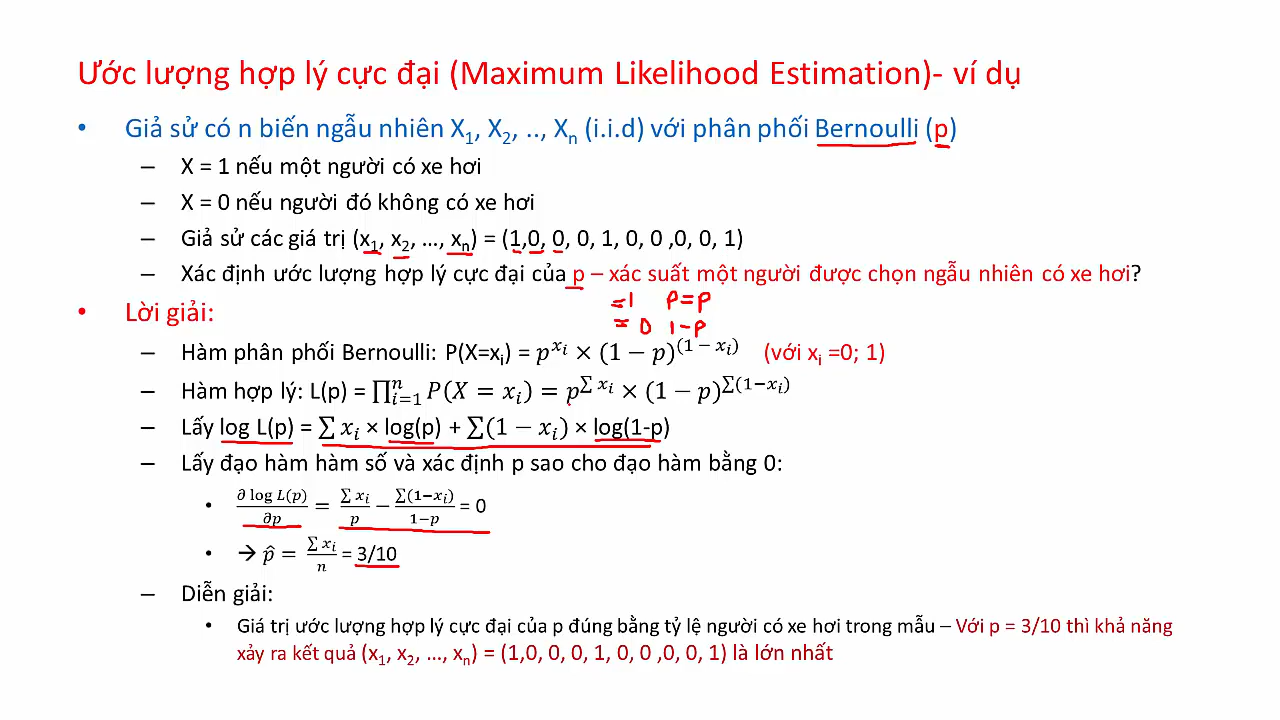 Ước lượng hợp lý cực đại (Maximum Likelihood Estimation)- ví dụ
• Giả sử có n biến ngẫu nhiên X₁, X₂, .., Xₙ (i.i.d) với phân phối Bernoulli (p)
– X = 1 nếu một người có xe hơi
– X = 0 nếu người đó không có xe hơi
– Giả sử các giá trị (x₁, x₂, ..., xₙ) = (1,0, 0, 0, 1, 0, 0 ,0, 0, 1)
– Xác định ước lượng hợp lý cực đại của p – xác suất một người được chọn ngẫu nhiên có xe hơi?
=1 p=p
• Lời giải:
=0 1-p
– Hàm phân phối Bernoulli: P(X=xᵢ) = p^{xᵢ} × (1 − p)^{(1 − xᵢ)} (với xᵢ =0; 1)
– Hàm hợp lý: L(p) = ∏ⁿᵢ₌₁ P(X = xᵢ) = p^{∑ xᵢ} × (1 − p)^{∑(1−xᵢ)}
– Lấy log L(p) = ∑ xᵢ × log(p) + ∑(1 − xᵢ) × log(1-p)
– Lấy đạo hàm hàm số và xác định p sao cho đạo hàm bằng 0:
• ∂ log L(p)/∂p = ∑ xᵢ/p − ∑(1−xᵢ)/1−p = 0
• → p̂ = ∑ xᵢ/n = 3/10
– Diễn giải:
• Giá trị ước lượng hợp lý cực đại của p đúng bằng tỷ lệ người có xe hơi trong mẫu – Với p = 3/10 thì khả năng
xảy ra kết quả (x₁, x₂, ..., xₙ) = (1,0, 0, 0, 1, 0, 0 ,0, 0, 1) là lớn nhất